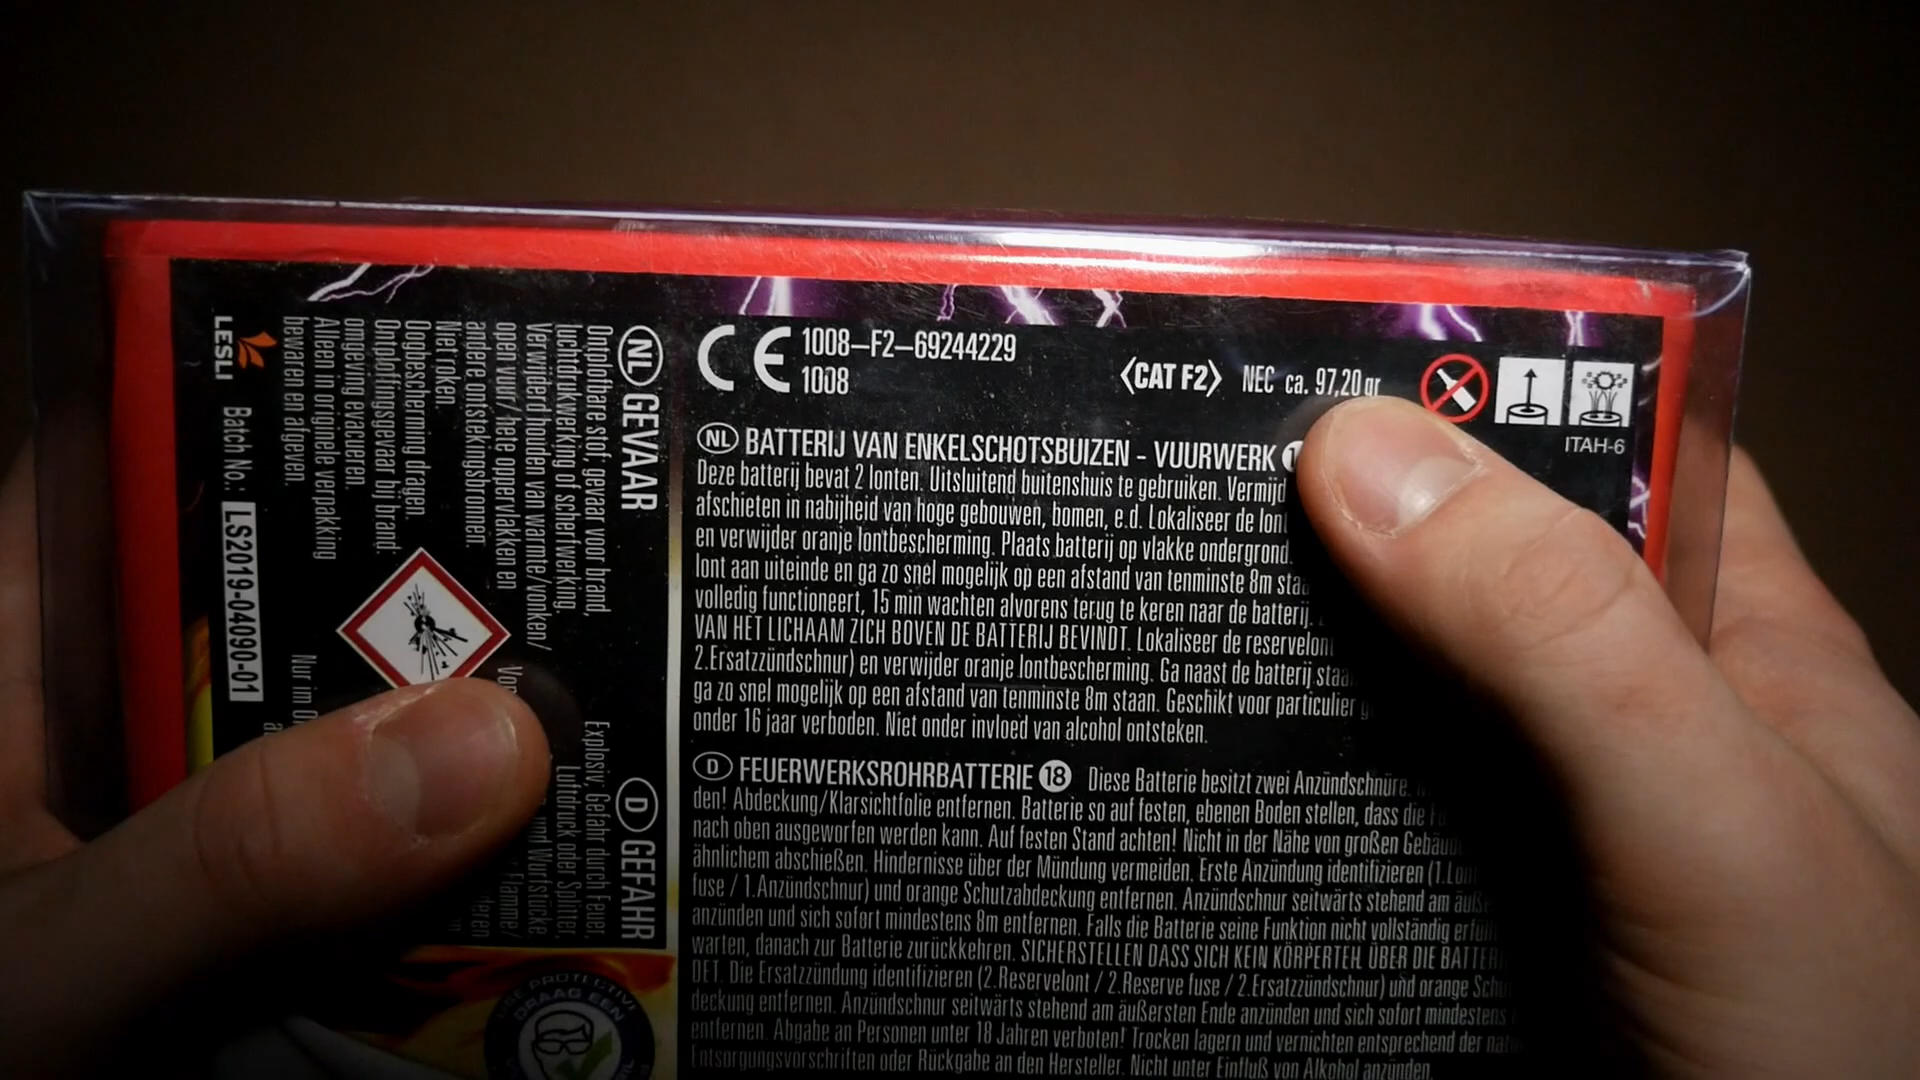 LESLI
Batch No.: LS2019-04090-01
NL GEVAAR
Ontplofbare stof, gevaar voor brand,
luchtdrukwerking of scherfwerking.
Verwijderd houden van warmte/vonken/
open vuur/hete oppervlakken en
andere ontstekingsbronnen.
Niet roken.
Oogbescherming dragen.
Ontploffingsgevaar bij brand:
omgeving evacueren.
Alleen in originele verpakking
bewaren en afgeven.
D GEFAHR
Explosiv, Gefahr durch Feuer,
Luftdruck oder Splitter,
und Wurfstücke
Flamme/
Nur im
CE 1008-F2-69244229
1008
CAT F2 NEC ca. 97,20 gr
ITAH-6
NL BATTERIJ VAN ENKELSCHOTSBUIZEN - VUURWERK
Deze batterij bevat 2 lonten. Uitsluitend buitenshuis te gebruiken. Vermijd
afschieten in nabijheid van hoge gebouwen, bomen, e.d. Lokaliseer de
en verwijder oranje lontbescherming. Plaats batterij op vlakke ondergrond.
lont aan uiteinde en ga zo snel mogelijk op een afstand van tenminste 8m
volledig functioneert, 15 min wachten alvorens terug te keren naar de batterij.
VAN HET LICHAAM ZICH BOVEN DE BATTERIJ BEVINDT. Lokaliseer de reservelont
2.Ersatzzündschnur) en verwijder oranje lontbescherming. Ga naast de batterij
ga zo snel mogelijk op een afstand van tenminste 8m staan. Geschikt voor particulier
onder 16 jaar verboden. Niet onder invloed van alcohol ontsteken.
D FEUERWERKSROHRBATTERIE 18 Diese Batterie besitzt zwei Anzündschnüre.
den! Abdeckung/Klarsichtfolie entfernen. Batterie so auf festen, ebenen Boden stellen, dass die
nach oben ausgeworfen werden kann. Auf festen Stand achten! Nicht in der Nähe von großen
ähnlichem abschießen. Hindernisse über der Mündung vermeiden. Erste Anzündung identifizieren
fuse / 1.Anzündschnur) und orange Schutzabdeckung entfernen. Anzündschnur seitwärts stehend am
anzünden und sich sofort mindestens 8m entfernen. Falls die Batterie seine Funktion nicht vollständig
warten, danach zur Batterie zurückkehren. SICHERSTELLEN DASS SICH KEIN KÖRPERTEIL ÜBER DIE
DET. Die Ersatzzündung identifizieren (2.Reservelont / 2.Reserve fuse / 2.Ersatzzündschnur) und orange
deckung entfernen. Anzündschnur seitwärts stehend am äußersten Ende anzünden und sich sofort mindestens
entfernen. Abgabe an Personen unter 18 Jahren verboten! Trocken lagern und vernichten entsprechend der
Entsorgungsvorschriften oder Rückgabe an den Hersteller. Nicht unter Einfluß von Alkohol anzünden.
DRAAG EEN